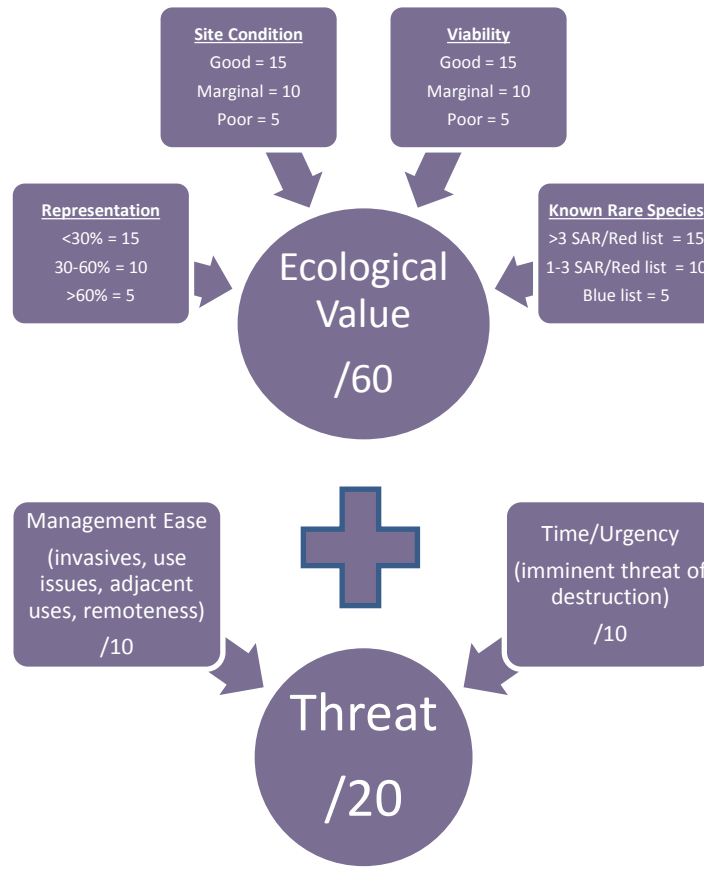 Site Condition
Good = 15
Marginal = 10
Poor = 5
Viability
Good = 15
Marginal = 10
Poor = 5
Representation
<30% = 15
30-60% = 10
>60% = 5
Known Rare Species
>3 SAR/Red list = 15
1-3 SAR/Red list = 10
Blue list = 5
Ecological
Value
/60
Management Ease
(invasives, use
issues, adjacent
uses, remoteness)
/10
Time/Urgency
(imminent threat of
destruction)
/10
Threat
/20